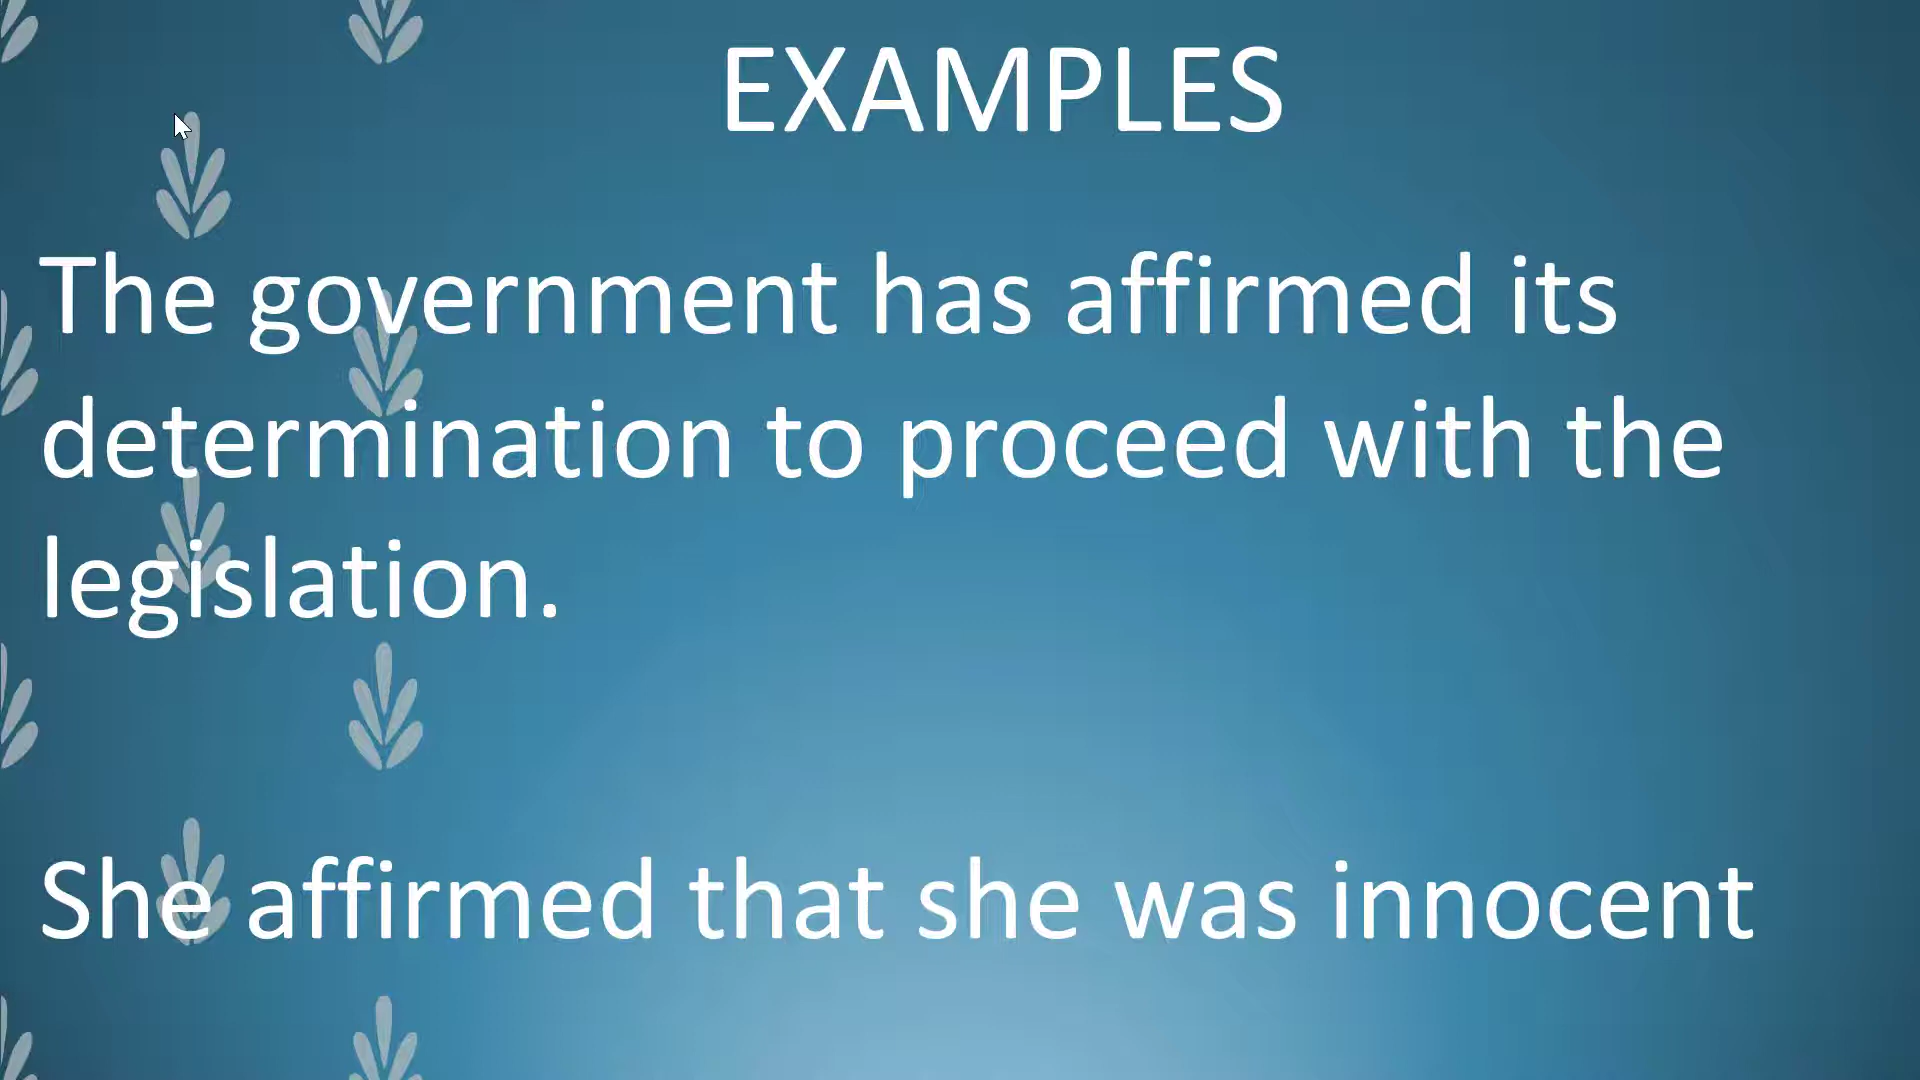 EXAMPLES
The government has affirmed its
determination to proceed with the
legislation.
She affirmed that she was innocent